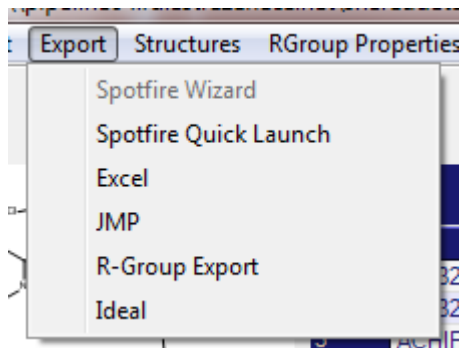 Export Structures RGroup Properties
Spotfire Wizard
Spotfire Quick Launch
Excel
JMP
R-Group Export
Ideal